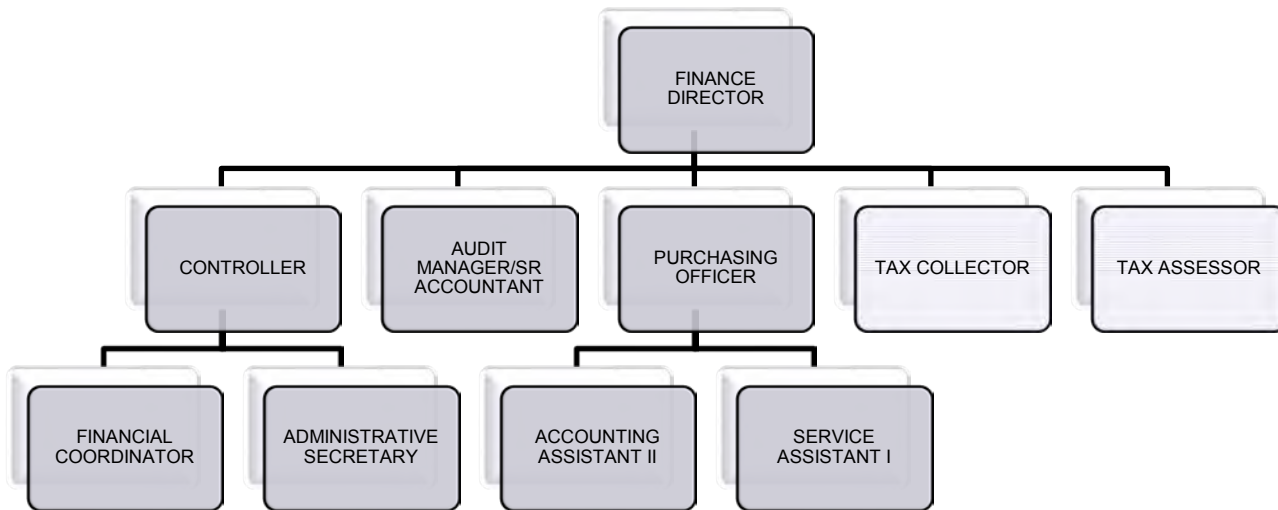 FINANCE
DIRECTOR
CONTROLLER
AUDIT
MANAGER/SR
ACCOUNTANT
PURCHASING
OFFICER
TAX COLLECTOR
TAX ASSESSOR
FINANCIAL
COORDINATOR
ADMINISTRATIVE
SECRETARY
ACCOUNTING
ASSISTANT II
SERVICE
ASSISTANT I